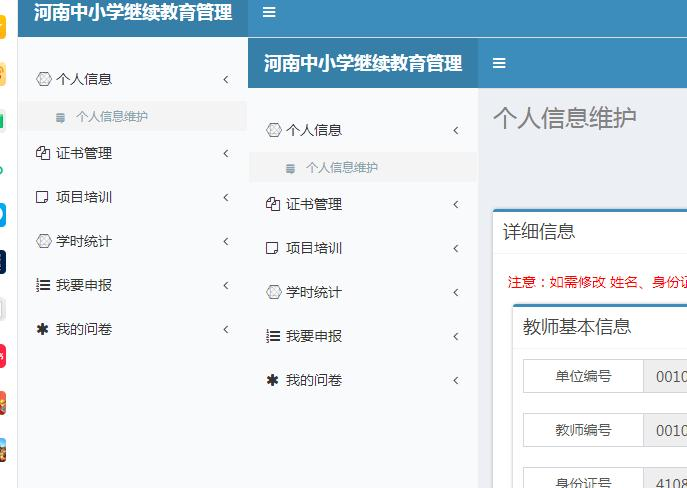 河南中小学继续教育管理
个人信息
个人信息维护
证书管理
项目培训
学时统计
我要申报
我的问卷
河南中小学继续教育管理
个人信息
个人信息维护
证书管理
项目培训
学时统计
我要申报
我的问卷
个人信息维护
详细信息
注意：如需修改 姓名、身份证
教师基本信息
单位编号 0010
教师编号 0010
身份证号 4108